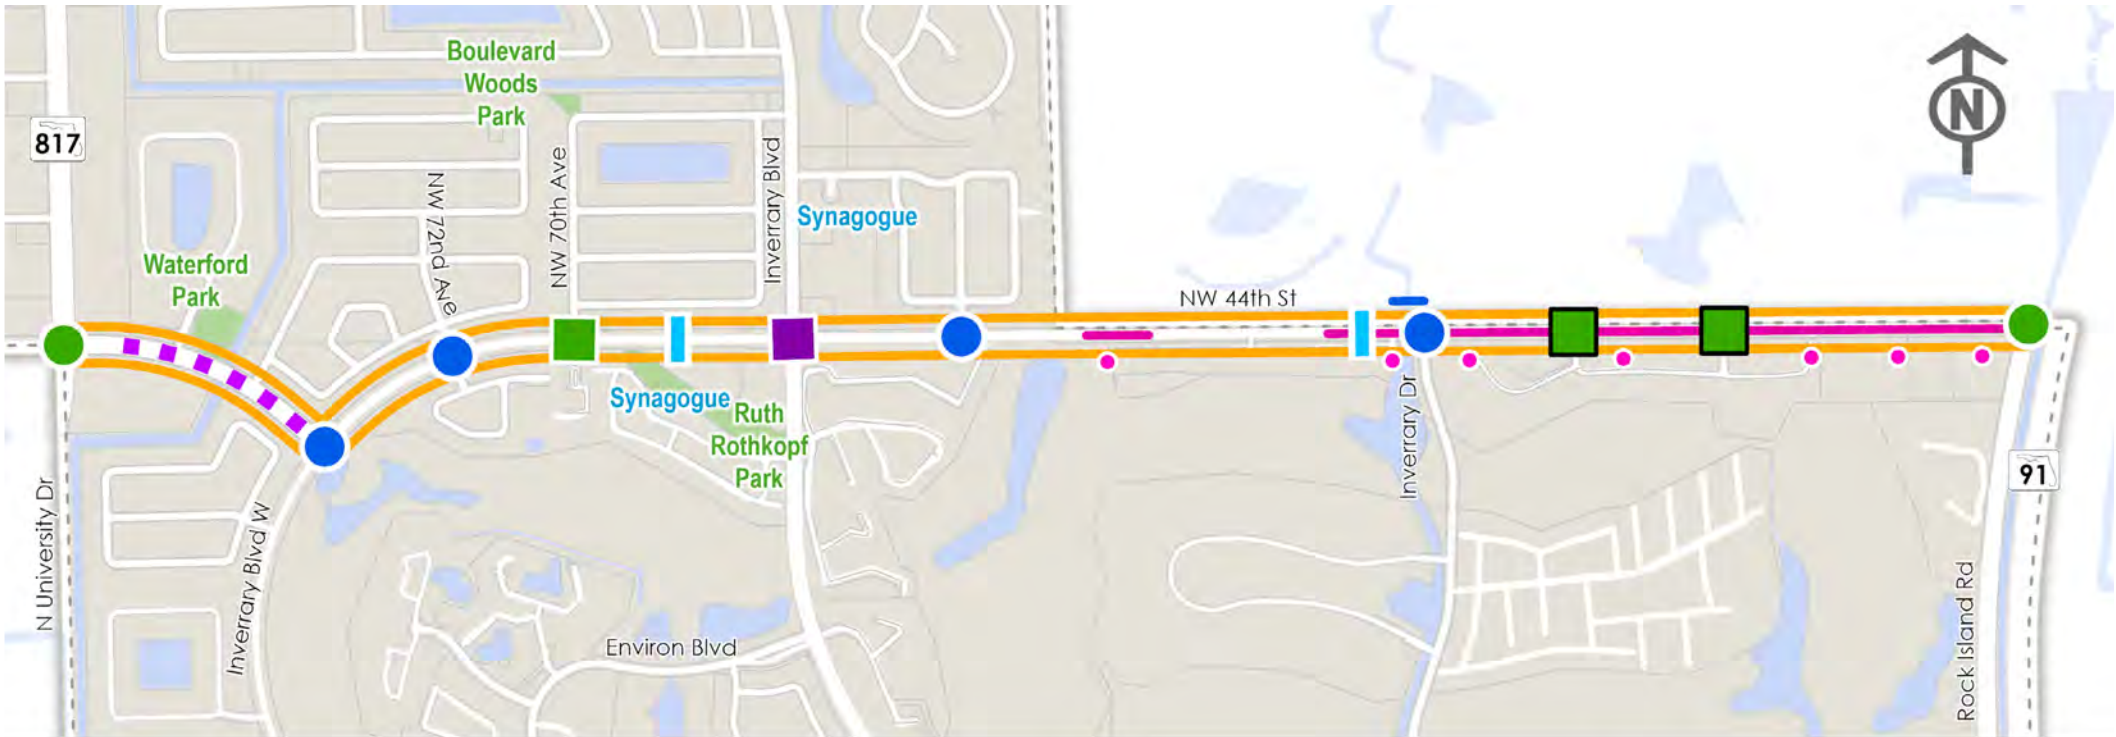 Boulevard
Woods
Park
817
N
NW 72nd Ave
NW 70th Ave
Inverrary Blvd
Synagogue
Waterford
Park
NW 44th St
Synagogue
Ruth
Rothkopf
Park
Inverrary Dr
91
N University Dr
Inverrary Blvd W
Environ Blvd
Rock Island Rd